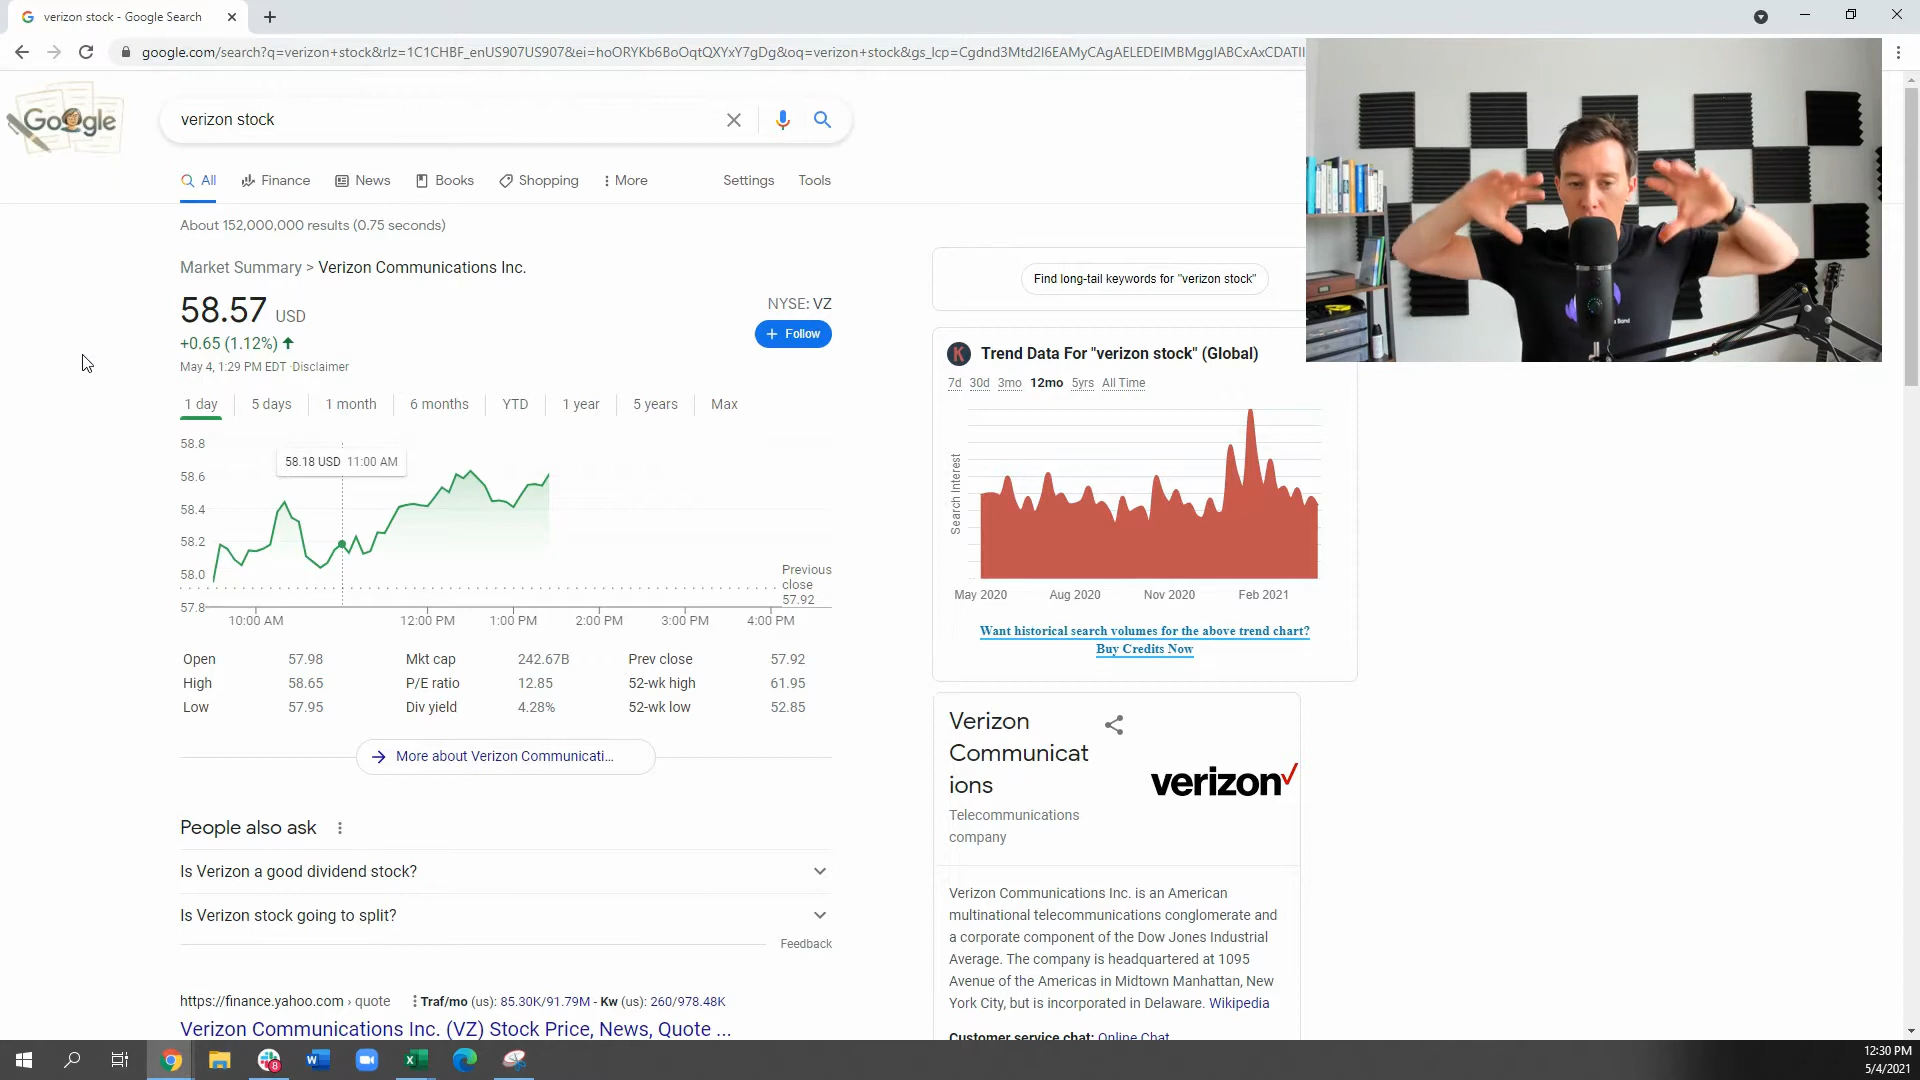 verizon stock - Google Search
google.com/search?q=verizon+stock&rlz=1C1CHBF_enUS907US907&ei=hoORYKb6BoOqtQXYxY7gDg&oq=verizon+stock&gs_lcp=Cgdnd3Mtd2l6EAMyCAgAELEDEIMBMggIABCxAxCDATII
Google
verizon stock
All
Finance
News
Books
Shopping
More
Settings
Tools
About 152,000,000 results (0.75 seconds)
Market Summary > Verizon Communications Inc.
58.57 USD
NYSE: VZ
+0.65 (1.12%)
+ Follow
May 4, 1:29 PM EDT · Disclaimer
1 day
5 days
1 month
6 months
YTD
1 year
5 years
Max
58.8
58.6
58.4
58.2
58.0
57.8
58.18 USD 11:00 AM
Previous
close
57.92
10:00 AM
12:00 PM
1:00 PM
2:00 PM
3:00 PM
4:00 PM
Open 57.98 Mkt cap 242.67B Prev close 57.92
High 58.65 P/E ratio 12.85 52-wk high 61.95
Low 57.95 Div yield 4.28% 52-wk low 52.85
More about Verizon Communicati...
People also ask
Is Verizon a good dividend stock?
Is Verizon stock going to split?
Feedback
https://finance.yahoo.com › quote
Traf/mo (us): 85.30K/91.79M - Kw (us): 260/978.48K
Verizon Communications Inc. (VZ) Stock Price, News, Quote ...
Find long-tail keywords for "verizon stock"
K
Trend Data For "verizon stock" (Global)
7d 30d 3mo 12mo 5yrs All Time
Search Interest
May 2020
Aug 2020
Nov 2020
Feb 2021
Want historical search volumes for the above trend chart?
Buy Credits Now
Verizon
Communicat
ions
verizon✓
Telecommunications
company
Verizon Communications Inc. is an American
multinational telecommunications conglomerate and
a corporate component of the Dow Jones Industrial
Average. The company is headquartered at 1095
Avenue of the Americas in Midtown Manhattan, New
York City, but is incorporated in Delaware. Wikipedia
Customer service chat: Online Chat
8
12:30 PM
5/4/2021